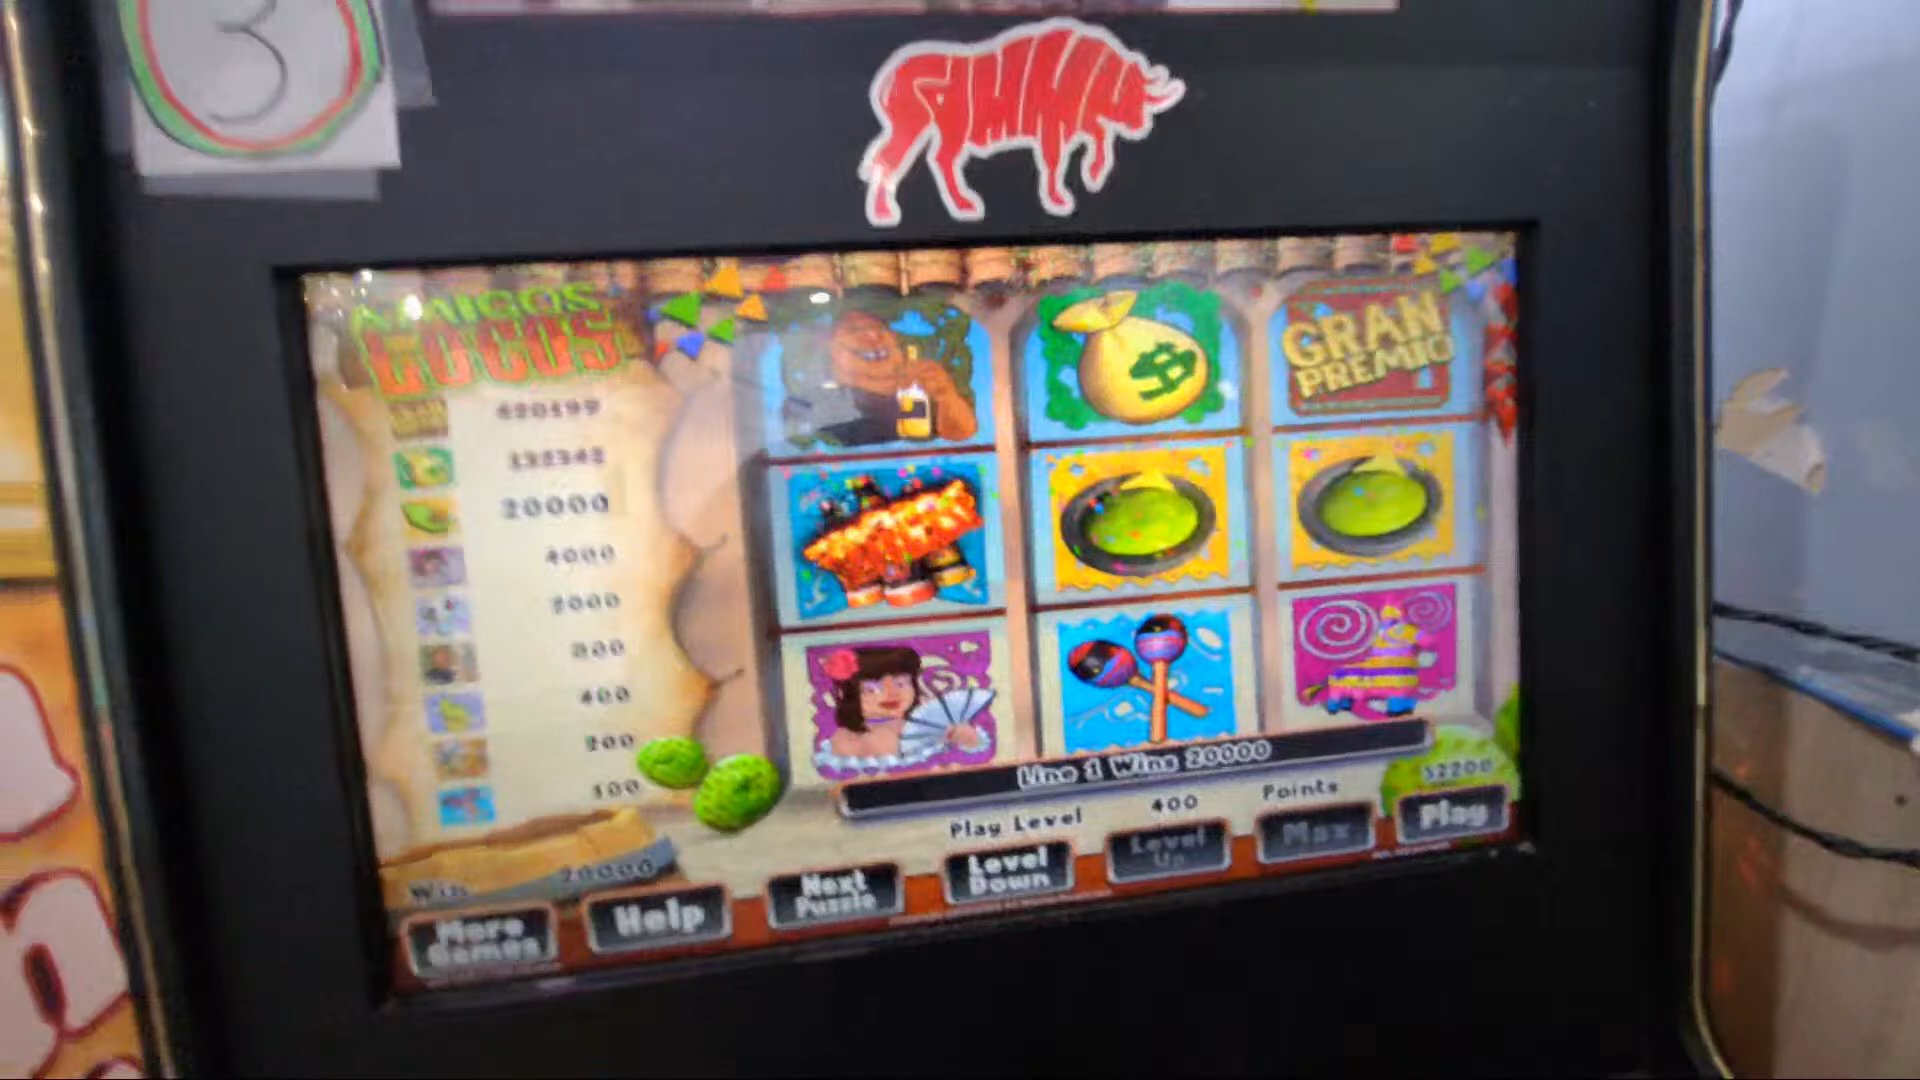 3
SAMMY
AMIGOS
LOCOS
GRAN
PREMIO
20000
4000
2000
800
400
200
100
Line 1 Wins 20000
Play Level 400 Points 52200
Win 20000
More
Games
Help
Next
Puzzle
Level
Down
Level
Up
Max
Play